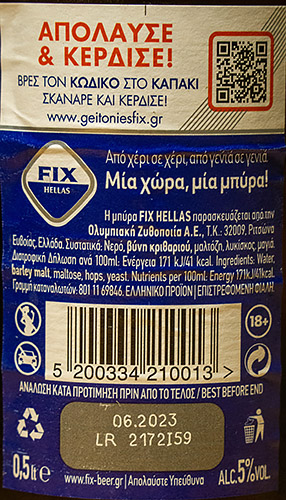 ΑΠΟΛΑΥΣΕ
& ΚΕΡΔΙΣΕ!
ΒΡΕΣ ΤΟΝ ΚΩΔΙΚΟ ΣΤΟ ΚΑΠΑΚΙ
ΣΚΑΝΑΡΕ ΚΑΙ ΚΕΡΔΙΣΕ!
www.geitoniesfix.gr
FIX
HELLAS
Από χέρι σε χέρι, από γενιά σε γενιά.
Μία χώρα, μία μπύρα!
Η μπύρα FIX HELLAS παρασκευάζεται από την
Ολυμπιακή Ζυθοποιία Α.Ε., Τ.Κ.: 32009, Ριτσώνα
Ευβοίας, Ελλάδα. Συστατικά: Νερό, βύνη κριθαριού, μαλτόζη, λυκίσκος, μαγιά.
Διατροφική Δήλωση ανά 100ml: Ενέργεια 171 kJ/41 kcal. Ingredients: Water,
barley malt, maltose, hops, yeast. Nutrients per 100ml: Energy 171kJ/41kcal.
Γραμμή καταναλωτών: 801 11 69846. ΕΛΛΗΝΙΚΟ ΠΡΟΪΟΝ | ΕΠΙΣΤΡΕΦΟΜΕΝΗ ΦΙΑΛΗ
18+
5 200334 210013 >
ΑΝΑΛΩΣΗ ΚΑΤΑ ΠΡΟΤΙΜΗΣΗ ΠΡΙΝ ΑΠΟ ΤΟ ΤΕΛΟΣ / BEST BEFORE END
06.2023
LR 2172I59
0,5lt e
www.fix-beer.gr | Απολαύστε Υπεύθυνα
ALC.5%VOL.